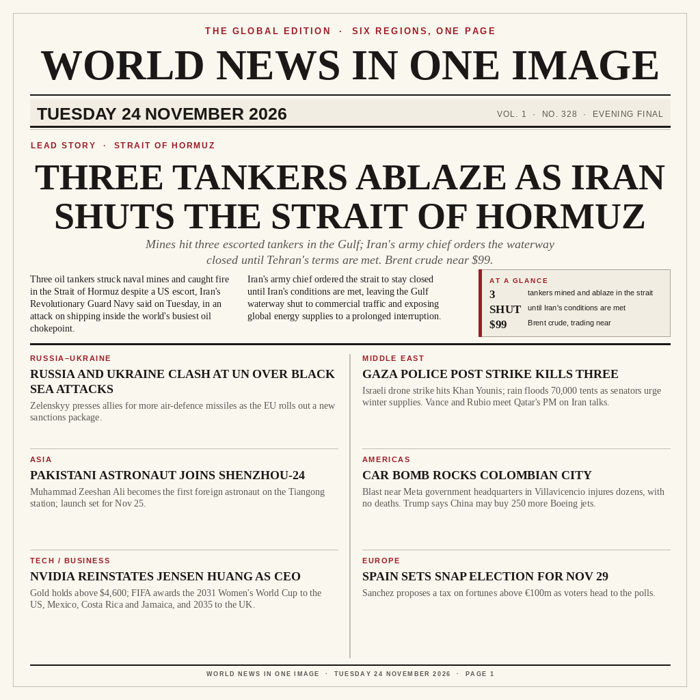 THE GLOBAL EDITION · SIX REGIONS, ONE PAGE
WORLD NEWS IN ONE IMAGE
TUESDAY 24 NOVEMBER 2026
VOL. 1 · NO. 328 · EVENING FINAL
LEAD STORY · STRAIT OF HORMUZ
THREE TANKERS ABLAZE AS IRAN
SHUTS THE STRAIT OF HORMUZ
Mines hit three escorted tankers in the Gulf; Iran's army chief orders the waterway
closed until Tehran's terms are met. Brent crude near $99.
Three oil tankers struck naval mines and caught fire
in the Strait of Hormuz despite a US escort, Iran's
Revolutionary Guard Navy said on Tuesday, in an
attack on shipping inside the world's busiest oil
chokepoint.
Iran's army chief ordered the strait to stay closed
until Iran's conditions are met, leaving the Gulf
waterway shut to commercial traffic and exposing
global energy supplies to a prolonged interruption.
AT A GLANCE
3 tankers mined and ablaze in the strait
SHUT until Iran's conditions are met
$99 Brent crude, trading near
RUSSIA–UKRAINE
RUSSIA AND UKRAINE CLASH AT UN OVER BLACK
SEA ATTACKS
Zelenskyy presses allies for more air-defence missiles as the EU rolls out a new
sanctions package.
MIDDLE EAST
GAZA POLICE POST STRIKE KILLS THREE
Israeli drone strike hits Khan Younis; rain floods 70,000 tents as senators urge
winter supplies. Vance and Rubio meet Qatar's PM on Iran talks.
ASIA
PAKISTANI ASTRONAUT JOINS SHENZHOU-24
Muhammad Zeeshan Ali becomes the first foreign astronaut on the Tiangong
station; launch set for Nov 25.
AMERICAS
CAR BOMB ROCKS COLOMBIAN CITY
Blast near Meta government headquarters in Villavicencio injures dozens, with
no deaths. Trump says China may buy 250 more Boeing jets.
TECH / BUSINESS
NVIDIA REINSTATES JENSEN HUANG AS CEO
Gold holds above $4,600; FIFA awards the 2031 Women's World Cup to the
US, Mexico, Costa Rica and Jamaica, and 2035 to the UK.
EUROPE
SPAIN SETS SNAP ELECTION FOR NOV 29
Sanchez proposes a tax on fortunes above €100m as voters head to the polls.
WORLD NEWS IN ONE IMAGE · TUESDAY 24 NOVEMBER 2026 · PAGE 1